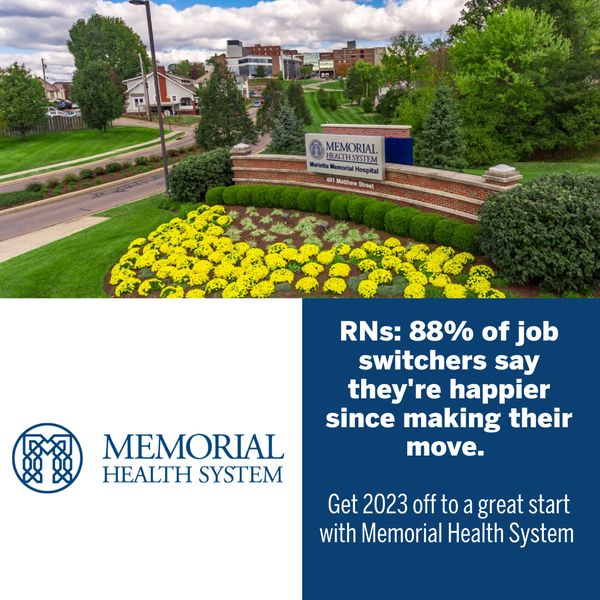 MEMORIAL
HEALTH SYSTEM
Marietta Memorial Hospital
401 Matthew Street
MEMORIAL
HEALTH SYSTEM
RNs: 88% of job
switchers say
they're happier
since making their
move.
Get 2023 off to a great start
with Memorial Health System